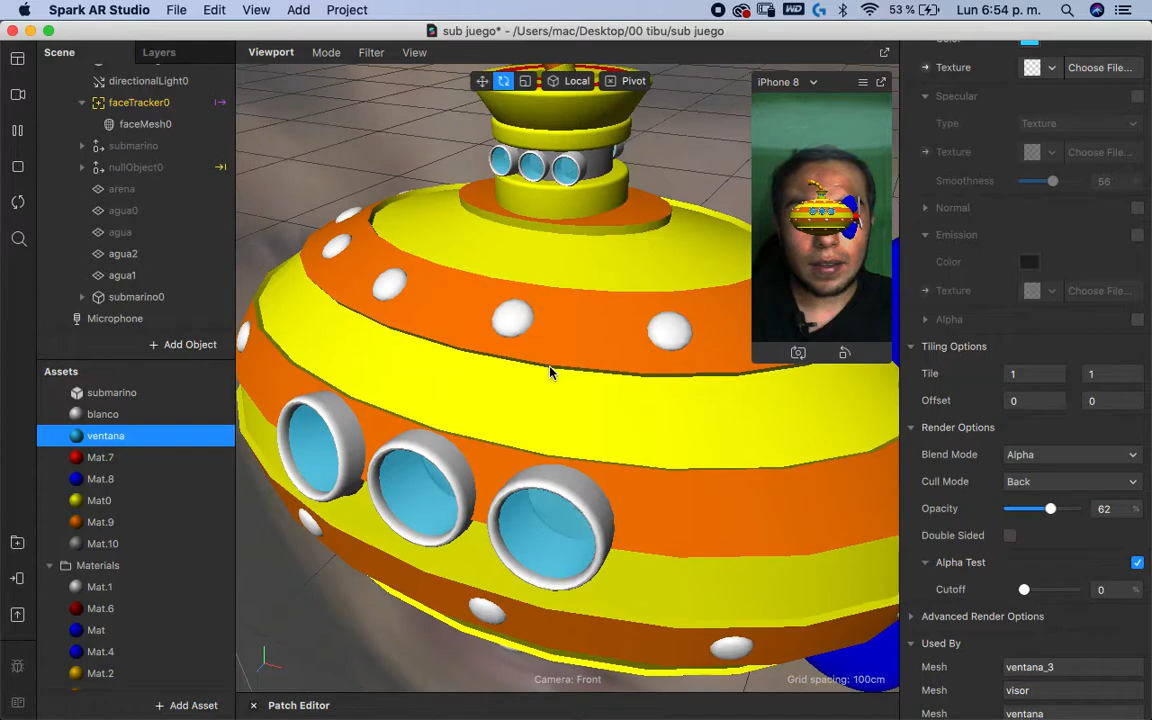 Spark AR Studio File Edit View Add Project 53 % Lun 6:54 p. m.
sub juego* - /Users/mac/Desktop/00 tibu/sub juego
Scene Layers Viewport Mode Filter View
directionalLight0
faceTracker0
faceMesh0
submarino
nullObject0
arena
agua0
agua
agua2
agua1
submarino0
Microphone
Add Object
Assets
submarino
blanco
ventana
Mat.7
Mat.8
Mat0
Mat.9
Mat.10
Materials
Mat.1
Mat.6
Mat
Mat.4
Mat.2
Add Asset
Local Pivot
iPhone 8
Camera: Front Grid spacing: 100cm
Patch Editor
Texture Choose File...
Specular
Type Texture
Texture Choose File...
Smoothness 56
Normal
Emission
Color
Texture Choose File...
Alpha
Tiling Options
Tile 1 1
Offset 0 0
Render Options
Blend Mode Alpha
Cull Mode Back
Opacity 62 %
Double Sided
Alpha Test
Cutoff 0 %
Advanced Render Options
Used By
Mesh ventana_3
Mesh visor
Mesh ventana